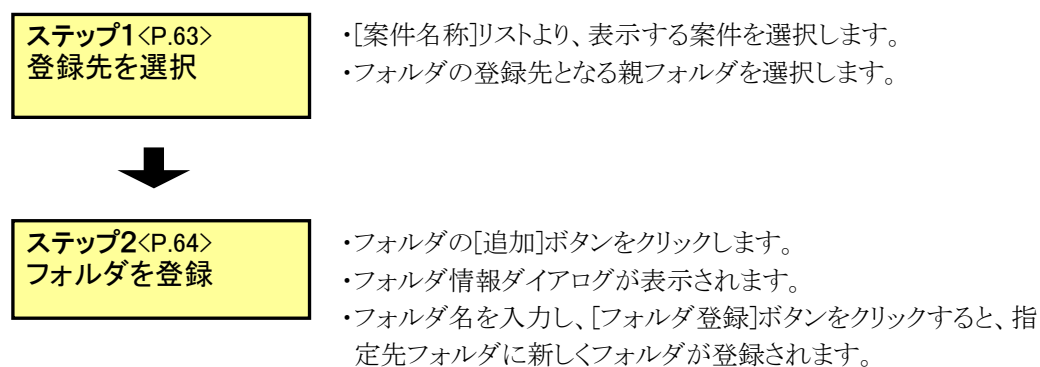 ステップ1<P.63>
登録先を選択
・[案件名称]リストより、表示する案件を選択します。
・フォルダの登録先となる親フォルダを選択します。
ステップ2<P.64>
フォルダを登録
・フォルダの[追加]ボタンをクリックします。
・フォルダ情報ダイアログが表示されます。
・フォルダ名を入力し、[フォルダ登録]ボタンをクリックすると、指
定先フォルダに新しくフォルダが登録されます。